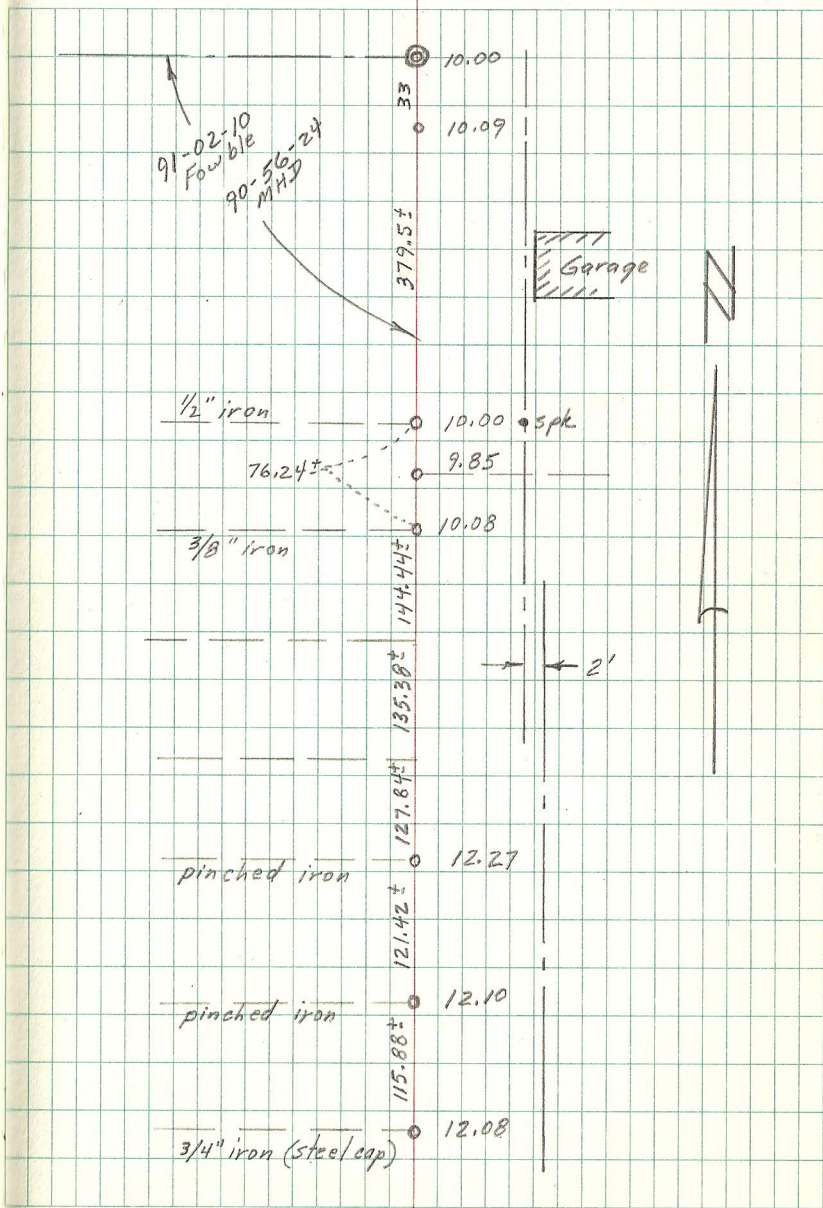 10.00
33
10.09
91-02-10
Fowble
90-56-24
MHD
379.5±
Garage
N
1/2" iron
10.00
spk
76.24±
9.85
10.08
3/8" iron
144.44±
135.38±
2'
127.84±
pinched iron
12.27
121.42±
pinched iron
12.10
115.88±
3/4" iron (steel cap)
12.08